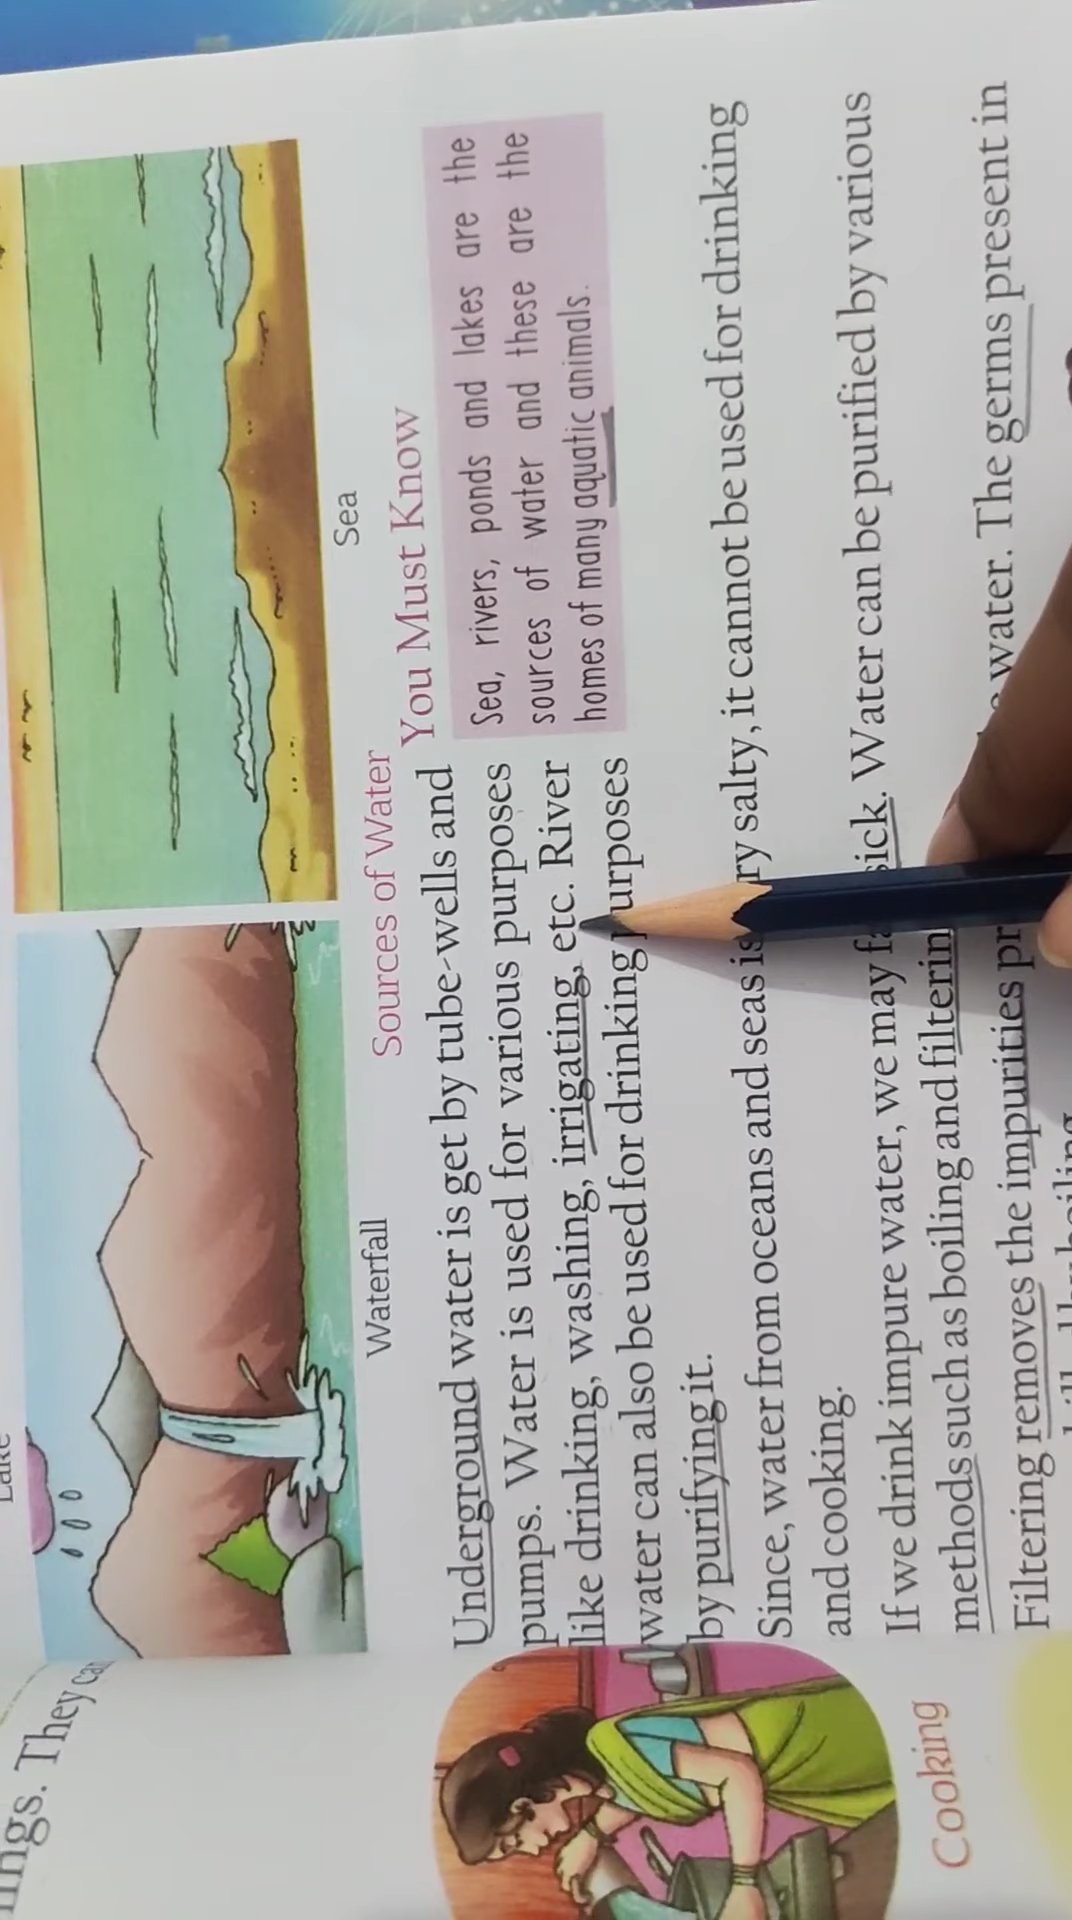 ings. They can
Lake
Waterfall
Sea
Sources of Water
You Must Know
Sea, rivers, ponds and lakes are the
sources of water and these are the
homes of many aquatic animals.
Underground water is get by tube-wells and
pumps. Water is used for various purposes
like drinking, washing, irrigating, etc. River
water can also be used for drinking purposes
by purifying it.
Since, water from oceans and seas is salty, it cannot be used for drinking
and cooking.
If we drink impure water, we may sick. Water can be purified by various
methods such as boiling and
Filtering removes the impurities water. The germs present in
Cooking